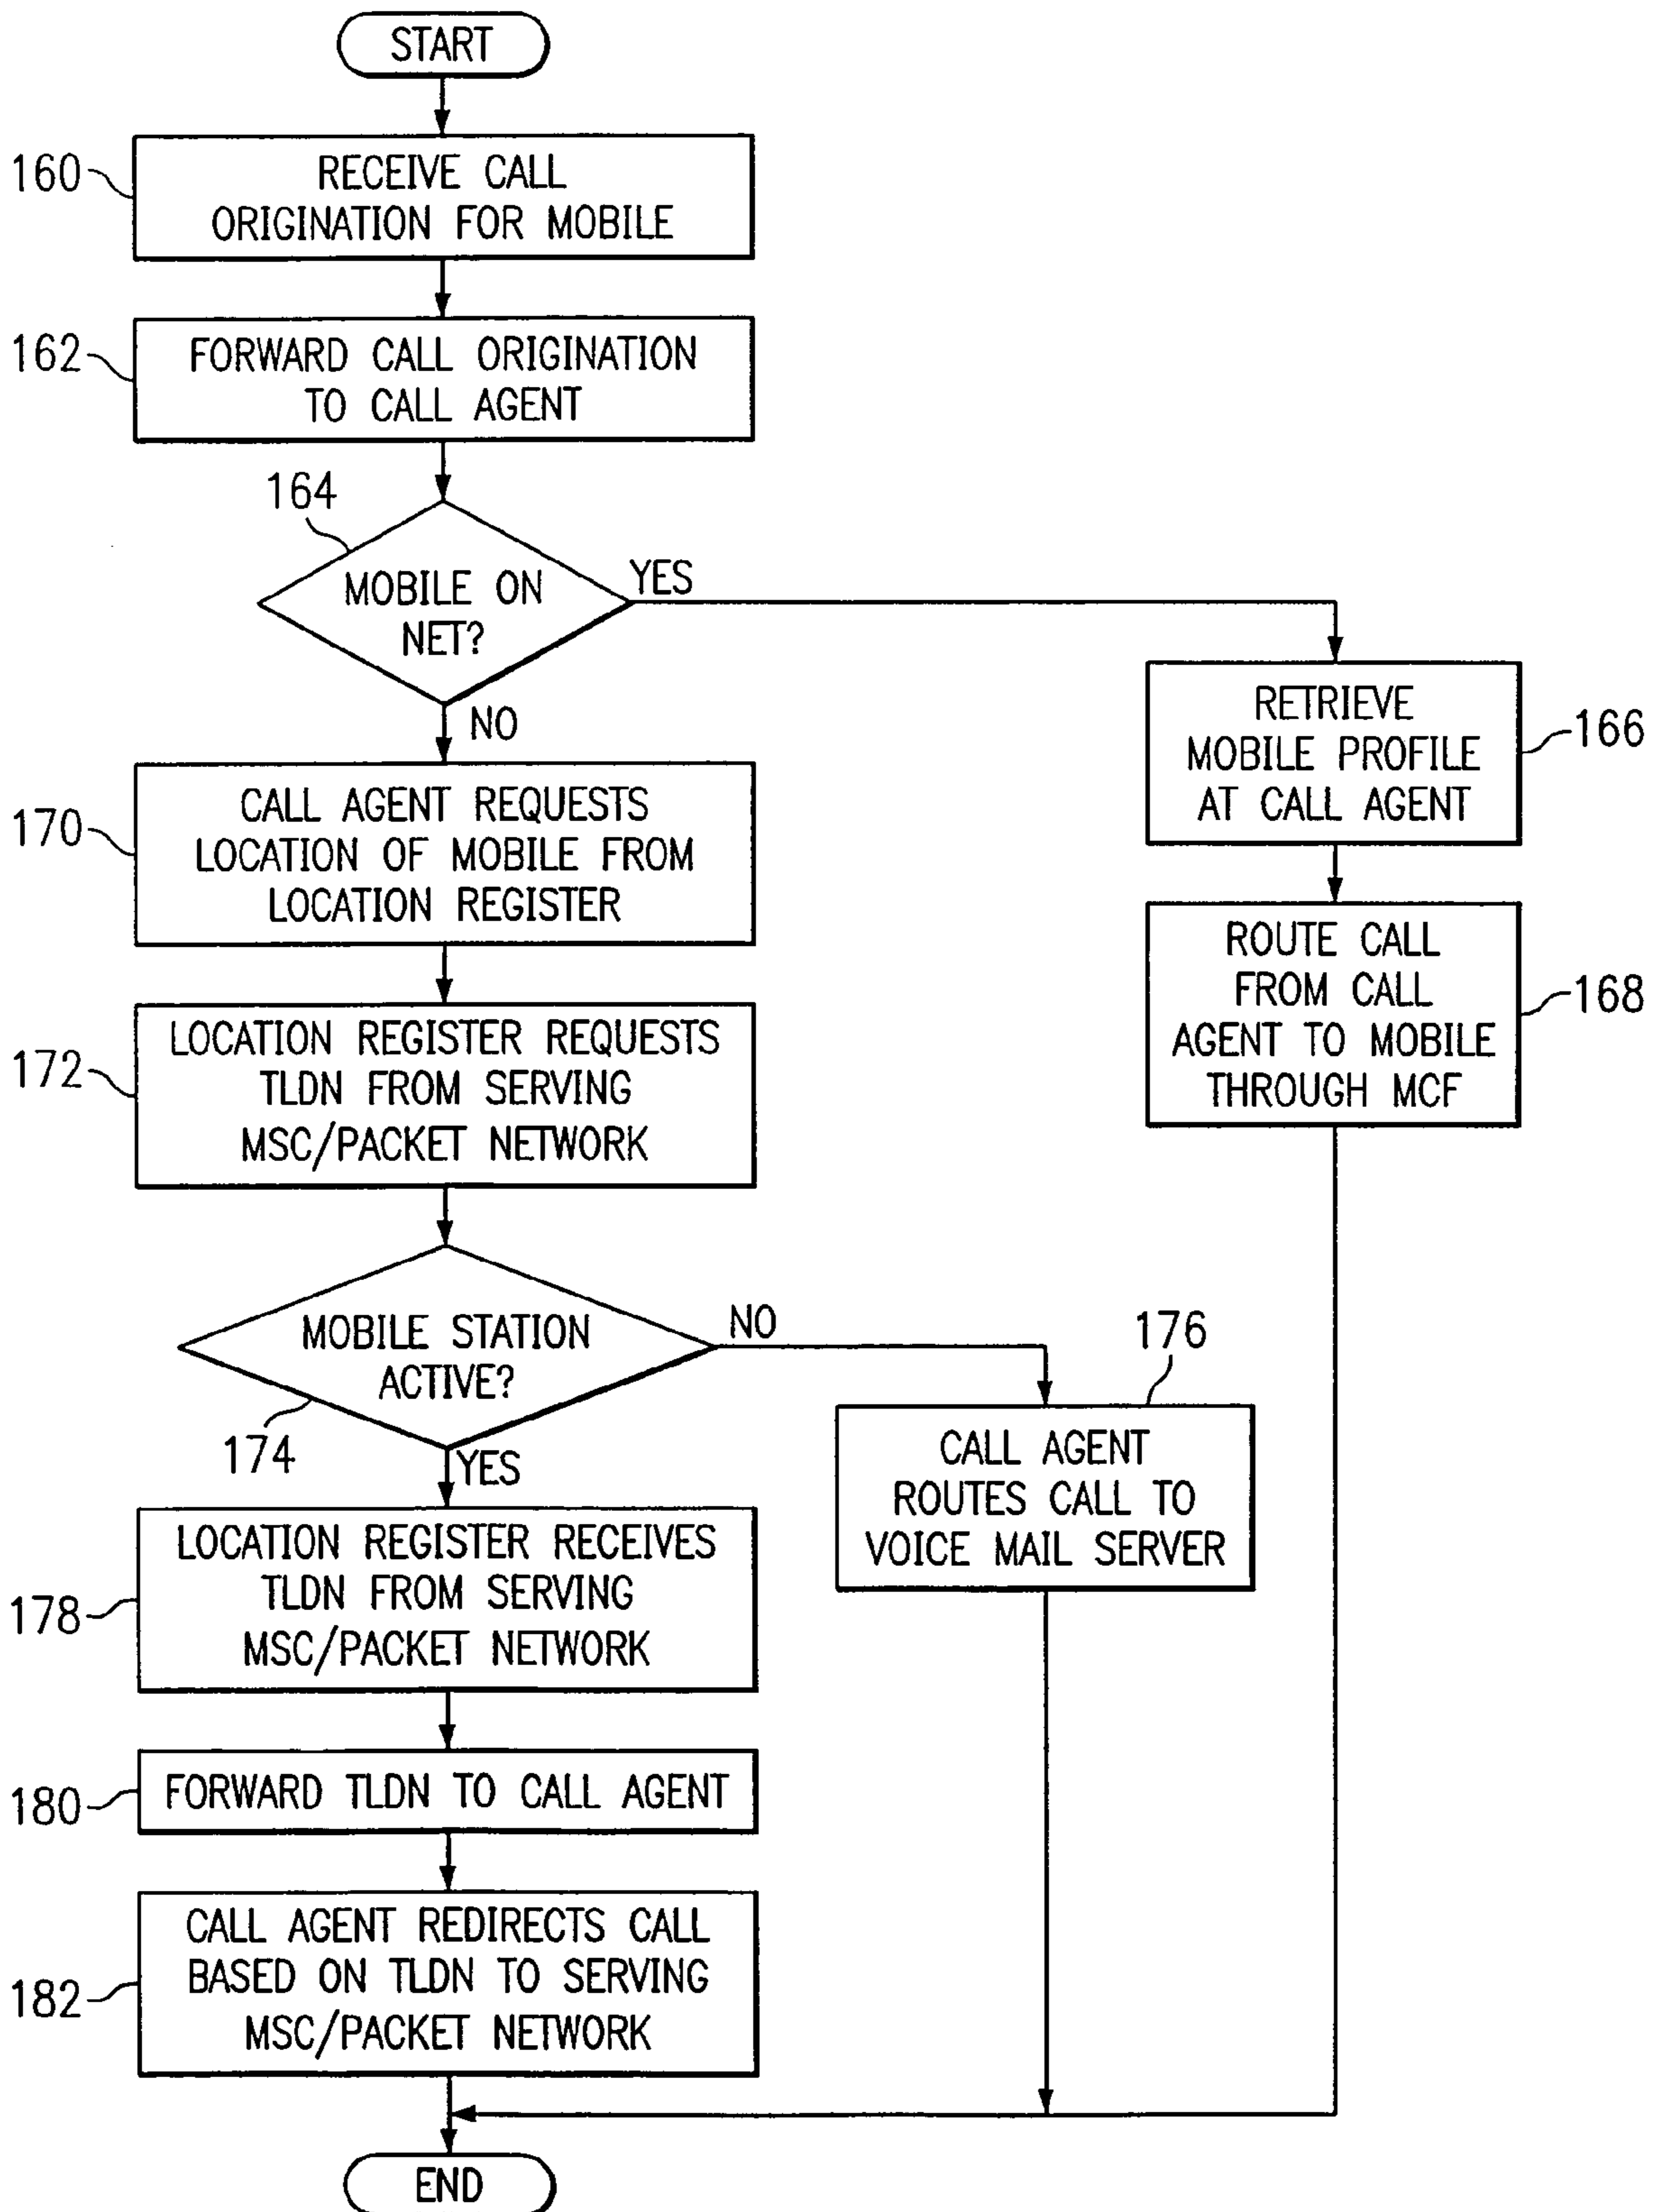 START
160
RECEIVE CALL
ORIGINATION FOR MOBILE
162
FORWARD CALL ORIGINATION
TO CALL AGENT
164
MOBILE ON
NET?
YES
NO
166
RETRIEVE
MOBILE PROFILE
AT CALL AGENT
168
ROUTE CALL
FROM CALL
AGENT TO MOBILE
THROUGH MCF
170
CALL AGENT REQUESTS
LOCATION OF MOBILE FROM
LOCATION REGISTER
172
LOCATION REGISTER REQUESTS
TLDN FROM SERVING
MSC/PACKET NETWORK
MOBILE STATION
ACTIVE?
174
NO
YES
176
CALL AGENT
ROUTES CALL TO
VOICE MAIL SERVER
178
LOCATION REGISTER RECEIVES
TLDN FROM SERVING
MSC/PACKET NETWORK
180
FORWARD TLDN TO CALL AGENT
182
CALL AGENT REDIRECTS CALL
BASED ON TLDN TO SERVING
MSC/PACKET NETWORK
END